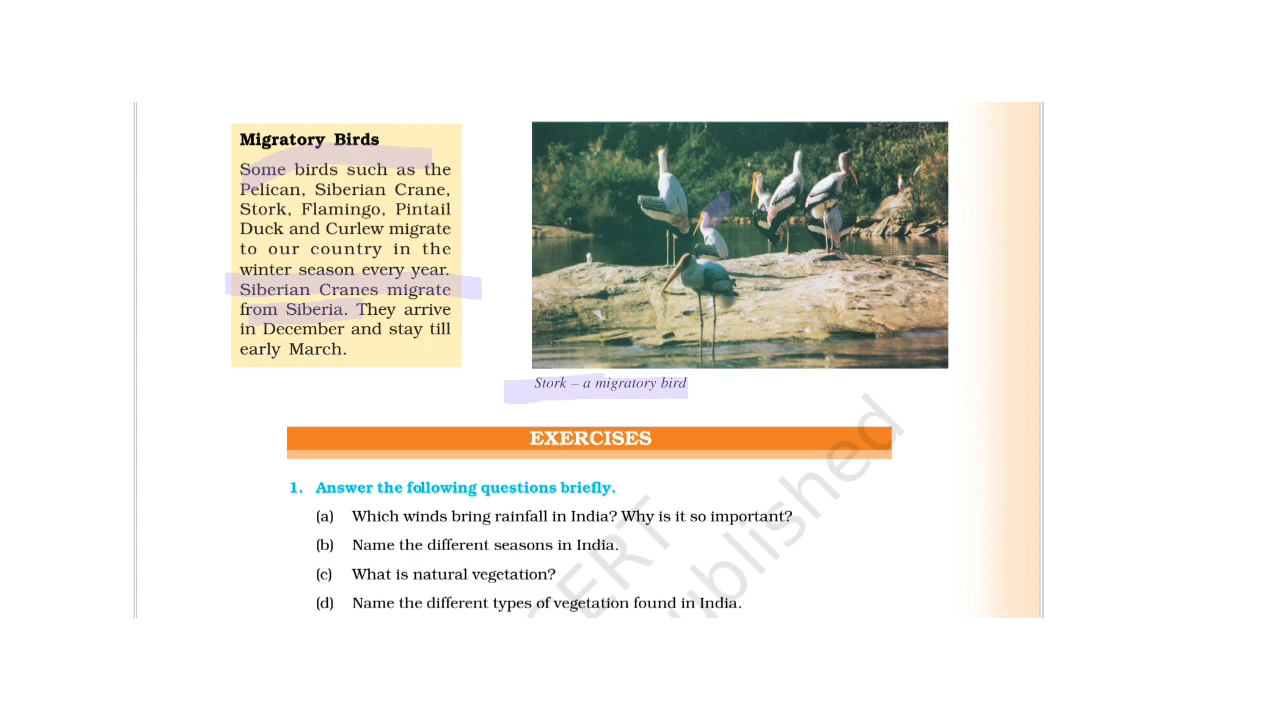 Migratory Birds
Some birds such as the
Pelican, Siberian Crane,
Stork, Flamingo, Pintail
Duck and Curlew migrate
to our country in the
winter season every year.
Siberian Cranes migrate
from Siberia. They arrive
in December and stay till
early March.
Stork – a migratory bird
EXERCISES
1. Answer the following questions briefly.
(a) Which winds bring rainfall in India? Why is it so important?
(b) Name the different seasons in India.
(c) What is natural vegetation?
(d) Name the different types of vegetation found in India.